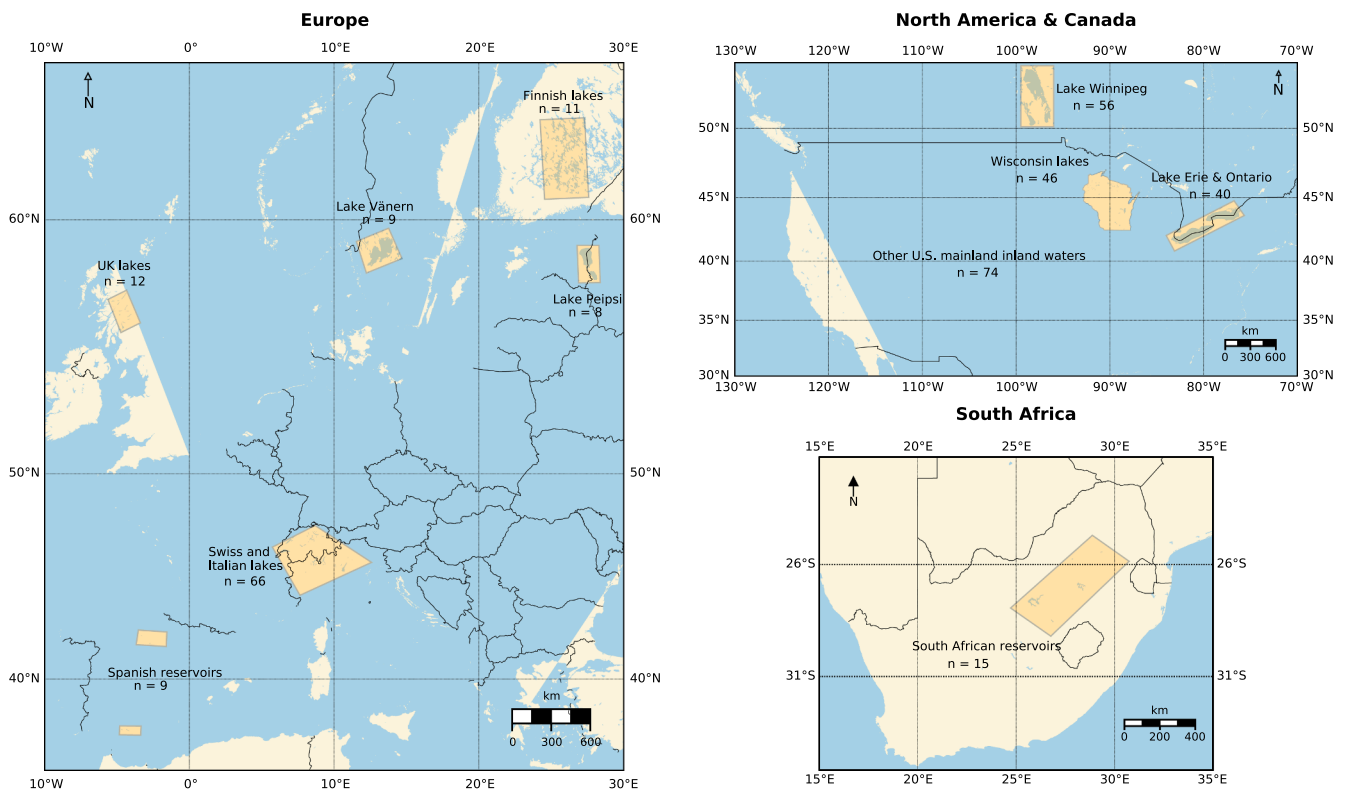 Europe
10°W 0° 10°E 20°E 30°E
N
Finnish lakes
n = 11
Lake Vänern
n = 9
60°N 60°N
UK lakes
n = 12
Lake Peipsi
n = 8
50°N 50°N
Swiss and
Italian lakes
n = 66
Spanish reservoirs
n = 9
40°N 40°N
km
0 300 600
10°W 0° 10°E 20°E 30°E
North America & Canada
130°W 120°W 110°W 100°W 90°W 80°W 70°W
N
Lake Winnipeg
n = 56
50°N 50°N
Wisconsin lakes
n = 46
Lake Erie & Ontario
n = 40
45°N 45°N
Other U.S. mainland inland waters
n = 74
40°N 40°N
35°N 35°N
km
0 300 600
30°N 30°N
130°W 120°W 110°W 100°W 90°W 80°W 70°W
South Africa
15°E 20°E 25°E 30°E 35°E
N
26°S 26°S
South African reservoirs
n = 15
31°S 31°S
km
0 200 400
15°E 20°E 25°E 30°E 35°E